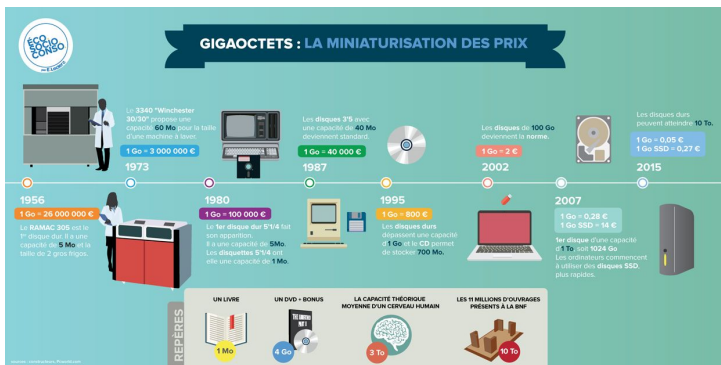 ÉCO
SOCIO
CONSO
GIGAOCTETS : LA MINIATURISATION DES PRIX
Le 3340 "Winchester
30/30" propose une
capacité 60 Mo pour la taille
d'une machine à laver.
1 Go = 3 000 000 €
1973
Les disques 3'5 avec
une capacité de 40 Mo
deviennent standard.
1 Go = 40 000 €
1987
Les disques de 100 Go
deviennent la norme.
1 Go = 2 €
2002
Les disques durs
peuvent atteindre 10 To.
1 Go = 0,05 €
1 Go SSD = 0,27 €
2015
1956
1 Go = 26 000 000 €
Le RAMAC 305 est le
1er disque dur. Il a une
capacité de 5 Mo et la
taille de 2 gros frigos.
1980
1 Go = 100 000 €
Le 1er disque dur 5'1/4 fait
son apparition.
Il a une capacité de 5Mo.
Les disquettes 5'1/4 ont
elle une capacité de 1 Mo.
1995
1 Go = 800 €
Les disques durs
dépassent une capacité
d'1 Go et le CD permet
de stocker 700 Mo.
2007
1 Go = 0,28 €
1 Go SSD = 14 €
1er disque d'une capacité
d'1 To, soit 1024 Go
Les ordinateurs commencent
à utiliser des disques SSD,
plus rapides.
REPÈRES
UN LIVRE
1 Mo
UN DVD + BONUS
4 Go
LA CAPACITÉ THÉORIQUE
MOYENNE D'UN CERVEAU HUMAIN
3 To
LES 11 MILLIONS D'OUVRAGES
PRÉSENTS À LA BNF
10 To